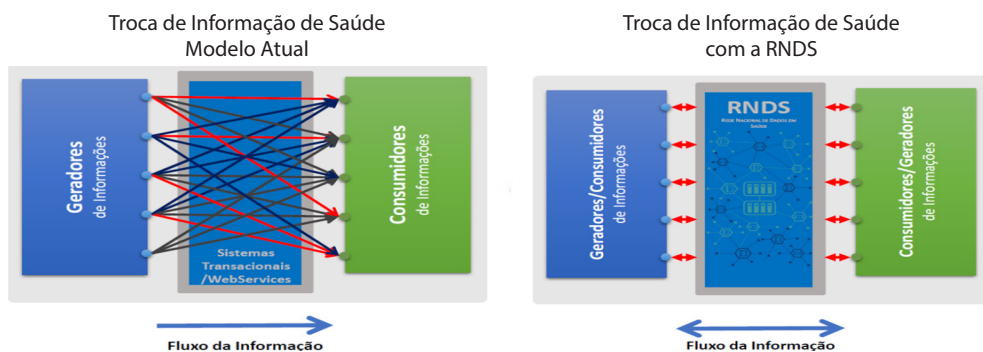 Troca de Informação de Saúde
Modelo Atual
Geradores
de Informações
Sistemas
Transacionais
/WebServices
Consumidores
de Informações
Fluxo da Informação
Troca de Informação de Saúde
com a RNDS
Geradores/Consumidores
de Informações
RNDS
Rede Nacional de Dados em
Saúde
Consumidores/Geradores
de Informações
Fluxo da Informação